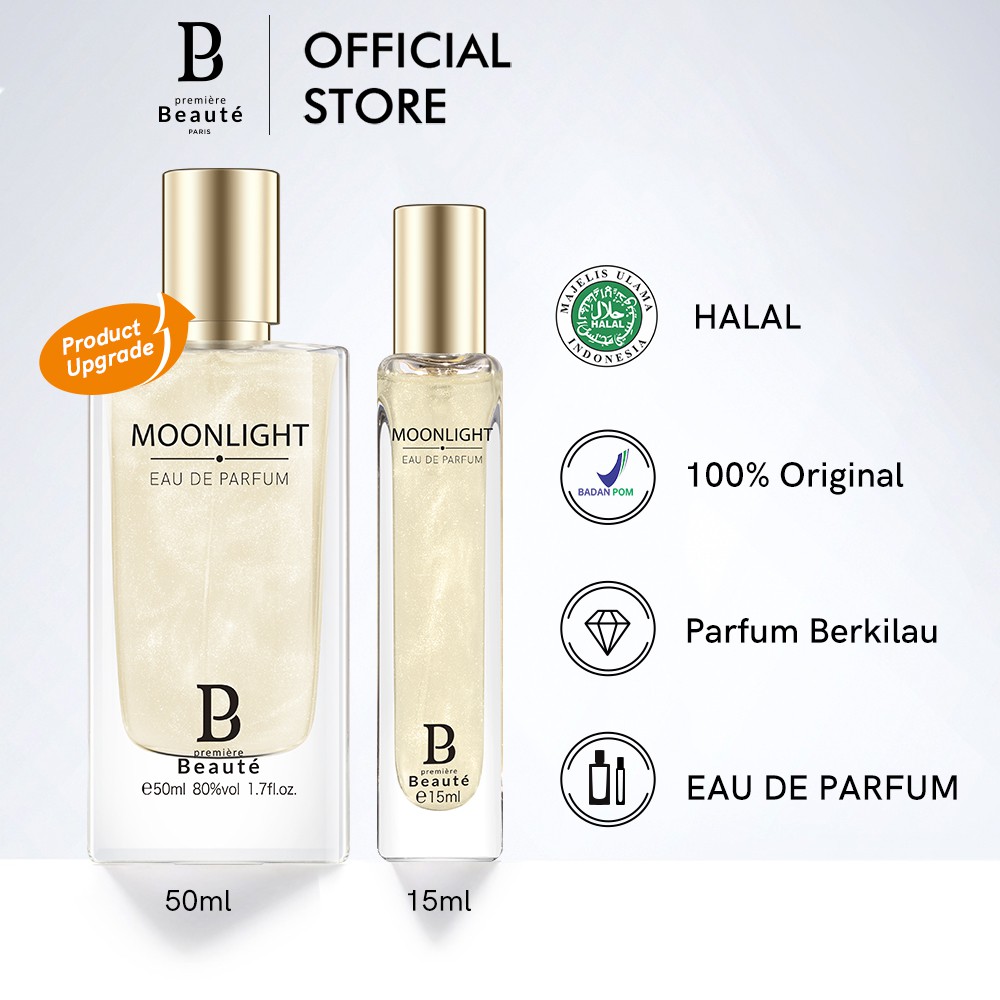 première
Beauté
PARIS
OFFICIAL
STORE
Product
Upgrade
MOONLIGHT
EAU DE PARFUM
première
Beauté
℮50ml 80%vol 1.7fl.oz.
50ml
MOONLIGHT
EAU DE PARFUM
première
Beauté
℮15ml
15ml
MAJELIS ULAMA
حلال
HALAL
INDONESIA
HALAL
BADAN POM
100% Original
Parfum Berkilau
EAU DE PARFUM